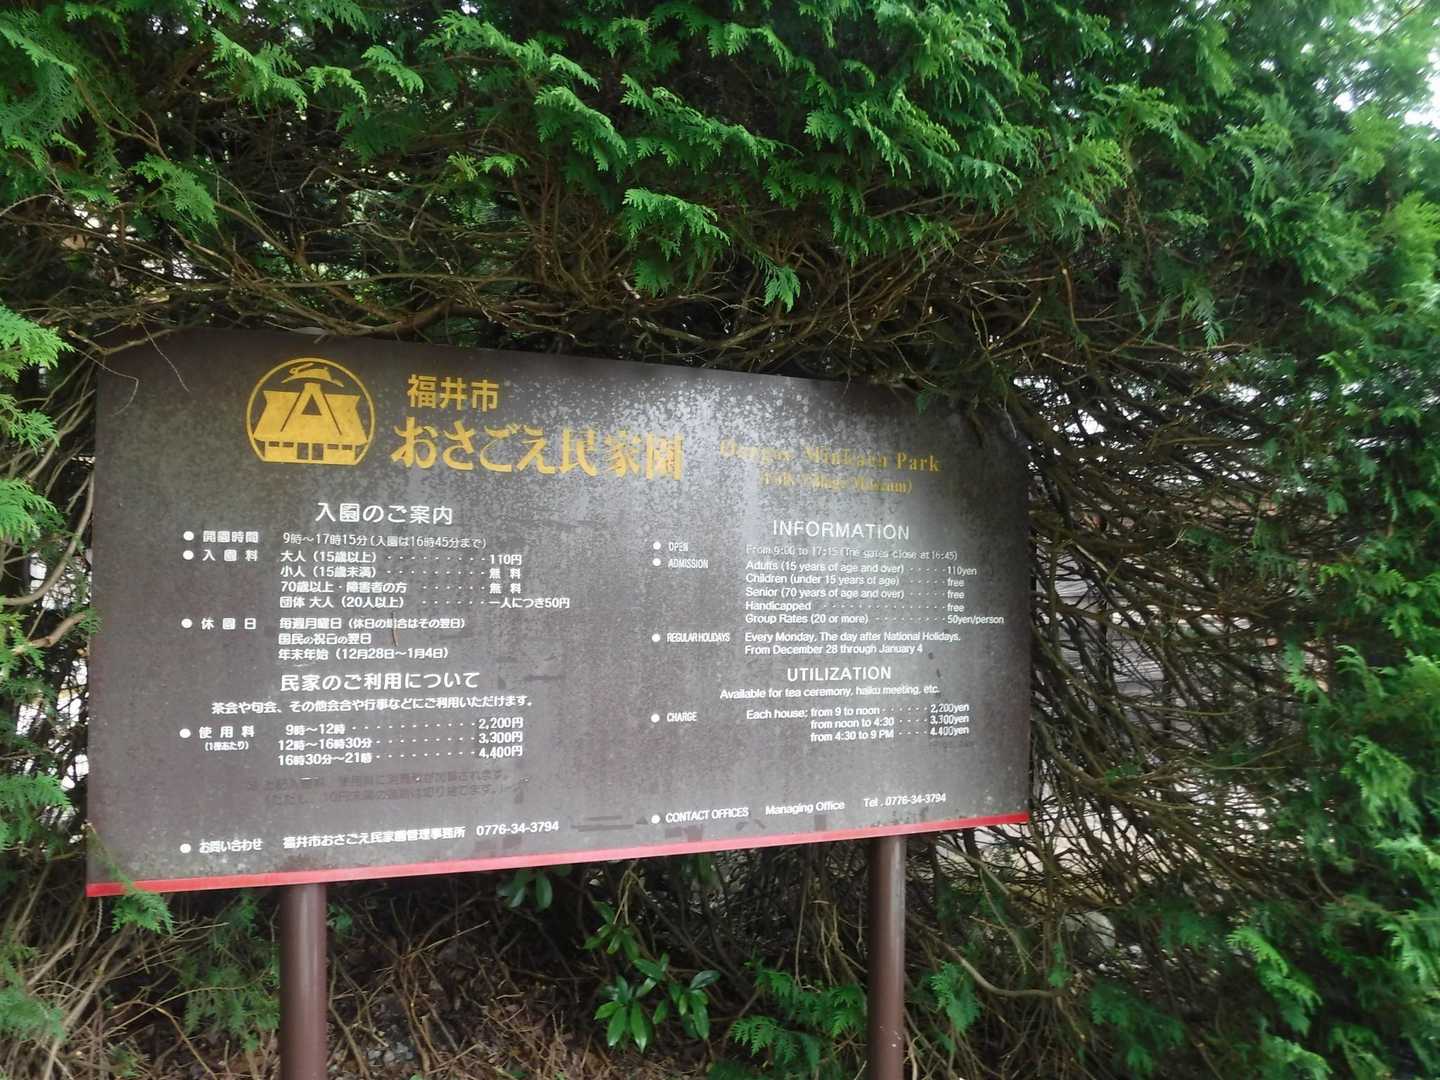 福井市
おさごえ民家園
Park
入園のご案内
● 開園時間 9時～17時15分（入園は16時45分まで）
● 入園料 大人（15歳以上）・・・・・・・・・110円
小人（15歳未満）・・・・・・・・・無 料
70歳以上・障害者の方 ・・・・・・・無 料
団体 大人（20人以上） ・・・・・・一人につき50円
● 休園日 毎週月曜日（休日の場合はその翌日）
国民の祝日の翌日
年末年始（12月28日～1月4日）
民家のご利用について
茶会や句会、その他会合や行事などにご利用いただけます。
● 使用料 9時～12時・・・・・・・・・・2,200円
（1棟あたり） 12時～16時30分・・・・・・・・3,300円
16時30分～21時・・・・・・・・4,400円
● お問い合わせ 福井市おさごえ民家園管理事務所 0776-34-3794
INFORMATION
● OPEN From 9:00 to 17:15 (The gates close at 16:45)
● ADMISSION Adults (15 years of age and over) ・・・・・110yen
Children (under 15 years of age) ・・・・・・free
Senior (70 years of age and over) ・・・・・free
Handicapped ・・・・・・・・・・・・・・free
Group Rates (20 or more) ・・・・・・・・・50yen/person
● REGULAR HOLIDAYS Every Monday, The day after National Holidays,
From December 28 through January 4
UTILIZATION
Available for tea ceremony, haiku meeting, etc.
● CHARGE Each house: from 9 to noon ・・・・・・2,200yen
from noon to 4:30 ・・・・3,300yen
from 4:30 to 9 PM ・・・・4,400yen
● CONTACT OFFICES Managing Office Tel . 0776-34-3794